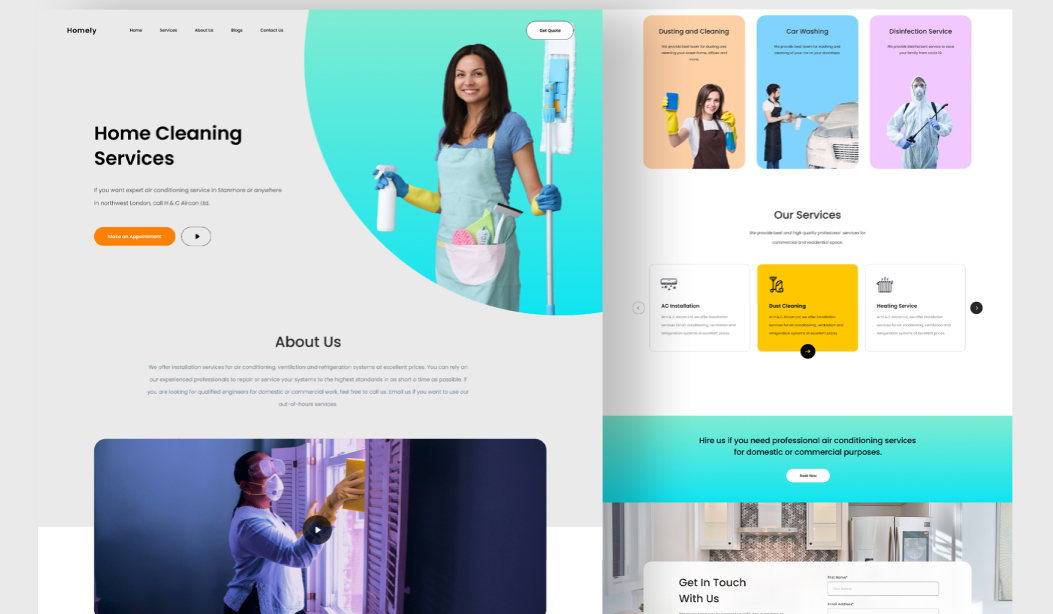 Homely
Home
Services
About Us
Blogs
Contact Us
Get Quote
Home Cleaning
Services
If you want expert air conditioning service in Stanmore or anywhere
in northwest London, call H & C Aircon Ltd.
Make an Appointment
About Us
We offer installation services for air conditioning, ventilation and refrigeration systems at excellent prices. You can rely on
our experienced professionals to repair or service your systems to the highest standards in as short a time as possible. If
you are looking for qualified engineers for domestic or commercial work, feel free to call us. Email us if you want to use our
out-of-hours services.
Dusting and Cleaning
We provide best team for dusting and
cleaning your sweet home, offices and
more.
Car Washing
We provide best team for washing and
cleaning of your car at your doorsteps
Disinfection Service
We provide disinfectant service to save
your family from covid 19.
Our Services
We provide best and High quality profession' services for
commercial and residential space.
AC Installation
At H & C Aircon Ltd, we offer installation
services for air conditioning, ventilation and
refrigeration systems at excellent prices.
Dust Cleaning
At H & C Aircon Ltd, we offer installation
services for air conditioning, ventilation and
refrigeration systems at excellent prices.
Heating Service
At H & C Aircon Ltd, we offer installation
services for air conditioning, ventilation and
refrigeration systems at excellent prices.
Hire us if you need professional air conditioning services
for domestic or commercial purposes.
Book Now
Get In Touch
With Us
First Name*
Your Name
Email Address*